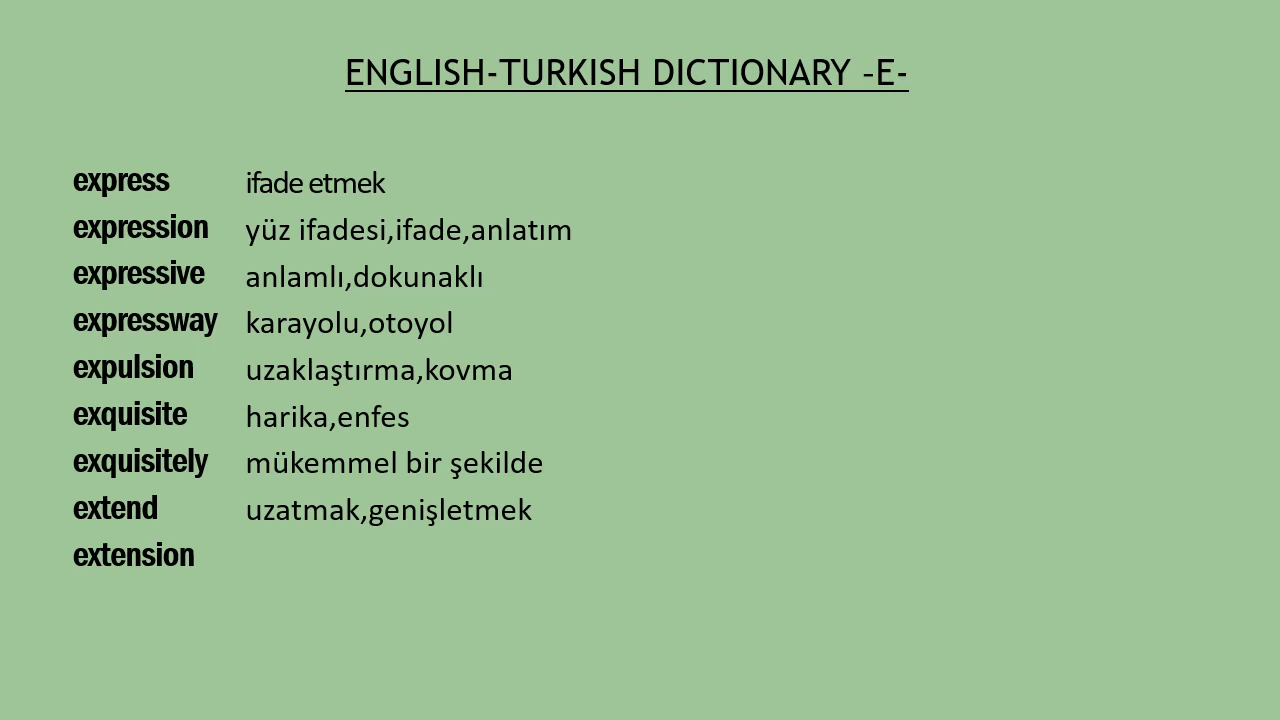 ENGLISH-TURKISH DICTIONARY –E-
express ifade etmek
expression yüz ifadesi,ifade,anlatım
expressive anlamlı,dokunaklı
expressway karayolu,otoyol
expulsion uzaklaştırma,kovma
exquisite harika,enfes
exquisitely mükemmel bir şekilde
extend uzatmak,genişletmek
extension